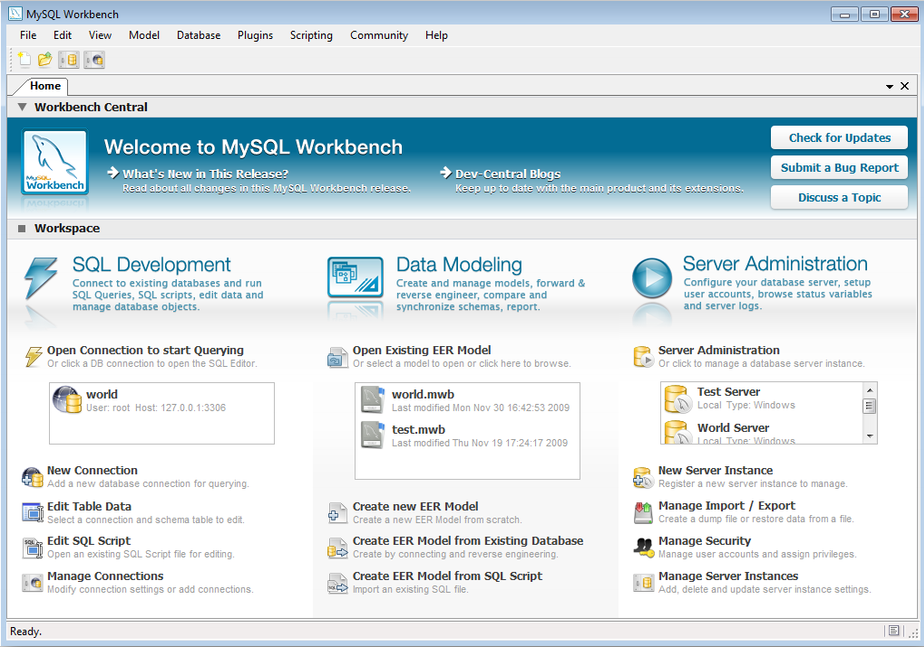 MySQL Workbench
File Edit View Model Database Plugins Scripting Community Help
Home
Workbench Central
MySQL
Workbench
Welcome to MySQL Workbench
What's New in This Release?
Read about all changes in this MySQL Workbench release.
Dev-Central Blogs
Keep up to date with the main product and its extensions.
Check for Updates
Submit a Bug Report
Discuss a Topic
Workspace
SQL Development
Connect to existing databases and run
SQL Queries, SQL scripts, edit data and
manage database objects.
Open Connection to start Querying
Or click a DB connection to open the SQL Editor.
world
User: root Host: 127.0.0.1:3306
New Connection
Add a new database connection for querying.
Edit Table Data
Select a connection and schema table to edit.
SQL
Edit SQL Script
Open an existing SQL Script file for editing.
Manage Connections
Modify connection settings or add connections.
Data Modeling
Create and manage models, forward &
reverse engineer, compare and
synchronize schemas, report.
Open Existing EER Model
Or select a model to open or click here to browse.
world.mwb
Last modified Mon Nov 30 16:42:53 2009
test.mwb
Last modified Thu Nov 19 17:24:17 2009
Create new EER Model
Create a new EER Model from scratch.
Create EER Model from Existing Database
Create by connecting and reverse engineering.
SQL
Create EER Model from SQL Script
Import an existing SQL file.
Server Administration
Configure your database server, setup
user accounts, browse status variables
and server logs.
Server Administration
Or click to manage a database server instance.
Test Server
Local Type: Windows
World Server
Local Type: Windows
New Server Instance
Register a new server instance to manage.
Manage Import / Export
Create a dump file or restore data from a file.
Manage Security
Manage user accounts and assign privileges.
Manage Server Instances
Add, delete and update server instance settings.
Ready.